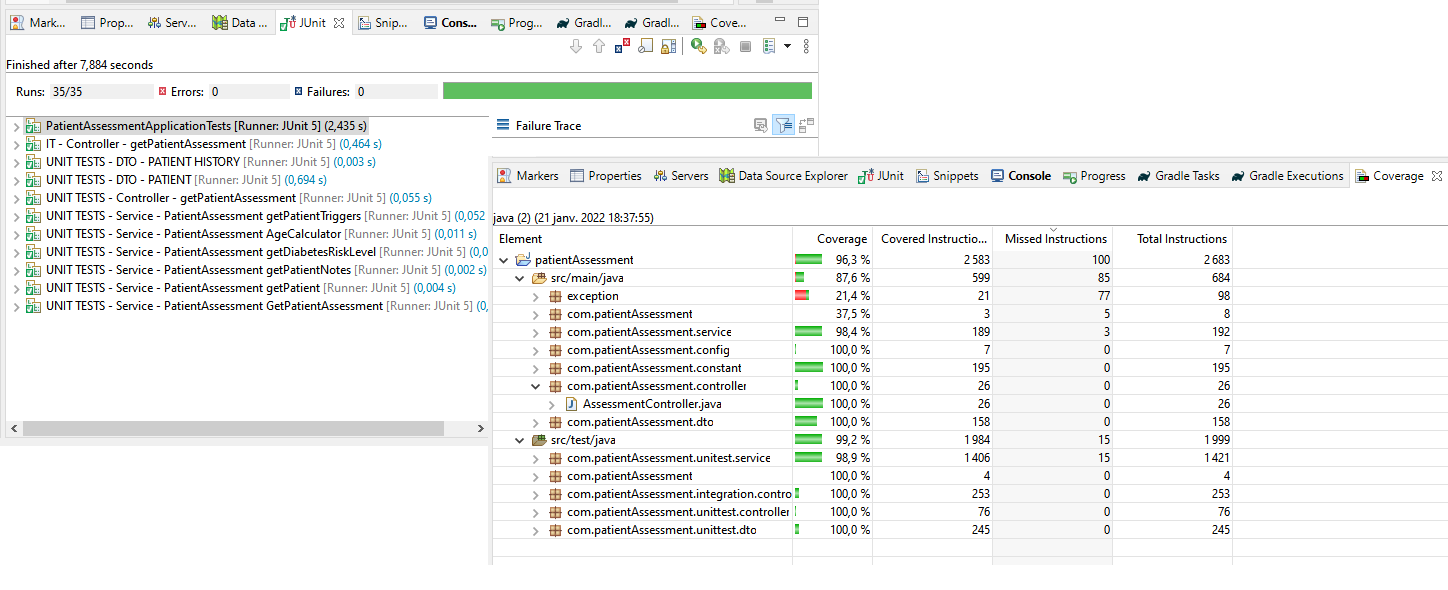 Mark... Prop... Serv... Data ... JUnit Snip... Cons... Prog... Gradl... Gradl... Cove...
Finished after 7,884 seconds
Runs: 35/35 Errors: 0 Failures: 0
PatientAssessmentApplicationTests [Runner: JUnit 5] (2,435 s)
IT - Controller - getPatientAssessment [Runner: JUnit 5] (0,464 s)
UNIT TESTS - DTO - PATIENT HISTORY [Runner: JUnit 5] (0,003 s)
UNIT TESTS - DTO - PATIENT [Runner: JUnit 5] (0,694 s)
UNIT TESTS - Controller - getPatientAssessment [Runner: JUnit 5] (0,055 s)
UNIT TESTS - Service - PatientAssessment getPatientTriggers [Runner: JUnit 5] (0,052
UNIT TESTS - Service - PatientAssessment AgeCalculator [Runner: JUnit 5] (0,011 s)
UNIT TESTS - Service - PatientAssessment getDiabetesRiskLevel [Runner: JUnit 5] (0,0
UNIT TESTS - Service - PatientAssessment getPatientNotes [Runner: JUnit 5] (0,002 s)
UNIT TESTS - Service - PatientAssessment getPatient [Runner: JUnit 5] (0,004 s)
UNIT TESTS - Service - PatientAssessment GetPatientAssessment [Runner: JUnit 5] (0,
Failure Trace
Markers Properties Servers Data Source Explorer JUnit Snippets Console Progress Gradle Tasks Gradle Executions Coverage
java (2) (21 janv. 2022 18:37:55)
Element Coverage Covered Instructio... Missed Instructions Total Instructions
patientAssessment 96,3 % 2 583 100 2 683
src/main/java 87,6 % 599 85 684
exception 21,4 % 21 77 98
com.patientAssessment 37,5 % 3 5 8
com.patientAssessment.service 98,4 % 189 3 192
com.patientAssessment.config 100,0 % 7 0 7
com.patientAssessment.constant 100,0 % 195 0 195
com.patientAssessment.controller 100,0 % 26 0 26
AssessmentController.java 100,0 % 26 0 26
com.patientAssessment.dto 100,0 % 158 0 158
src/test/java 99,2 % 1 984 15 1 999
com.patientAssessment.unitest.service 98,9 % 1 406 15 1 421
com.patientAssessment 100,0 % 4 0 4
com.patientAssessment.integration.contro 100,0 % 253 0 253
com.patientAssessment.unittest.controller 100,0 % 76 0 76
com.patientAssessment.unittest.dto 100,0 % 245 0 245